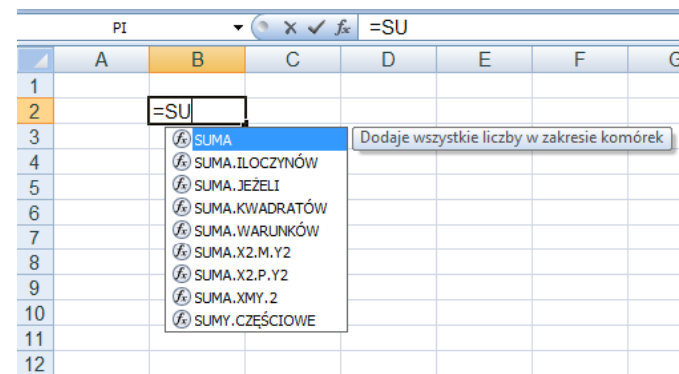 PI fx =SU
A B C D E F G
1
2 =SU
3 SUMA Dodaje wszystkie liczby w zakresie komórek
4 SUMA.ILOCZYNÓW
5 SUMA.JEŻELI
6 SUMA.KWADRATÓW
7 SUMA.WARUNKÓW
8 SUMA.X2.M.Y2
SUMA.X2.P.Y2
9 SUMA.XMY.2
10 SUMY.CZĘŚCIOWE
11
12